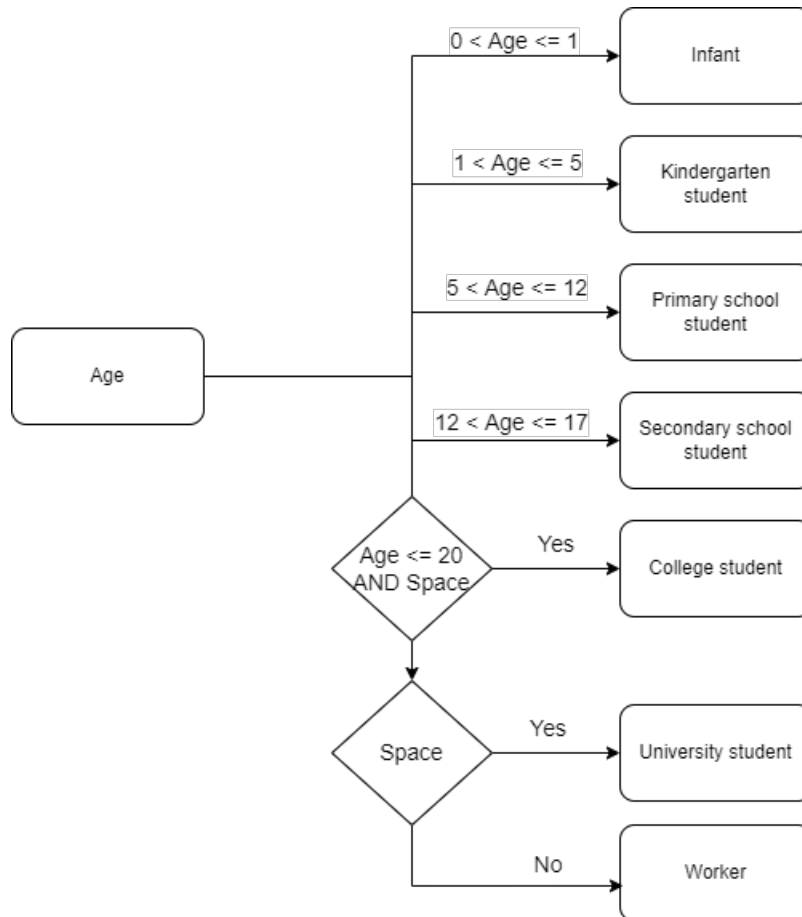 0 < Age <= 1
Infant
1 < Age <= 5
Kindergarten
student
5 < Age <= 12
Primary school
student
Age
12 < Age <= 17
Secondary school
student
Age <= 20
AND Space
Yes
College student
Space
Yes
University student
No
Worker